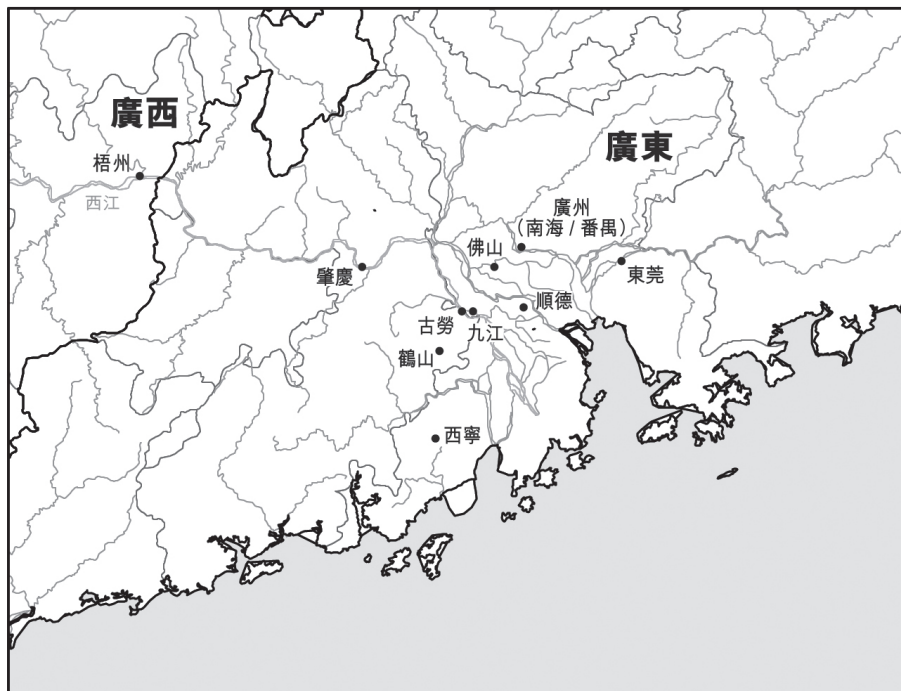 廣西
梧州
西江
廣東
廣州
（南海 / 番禺）
佛山
東莞
肇慶
順德
古勞
九江
鶴山
西寧